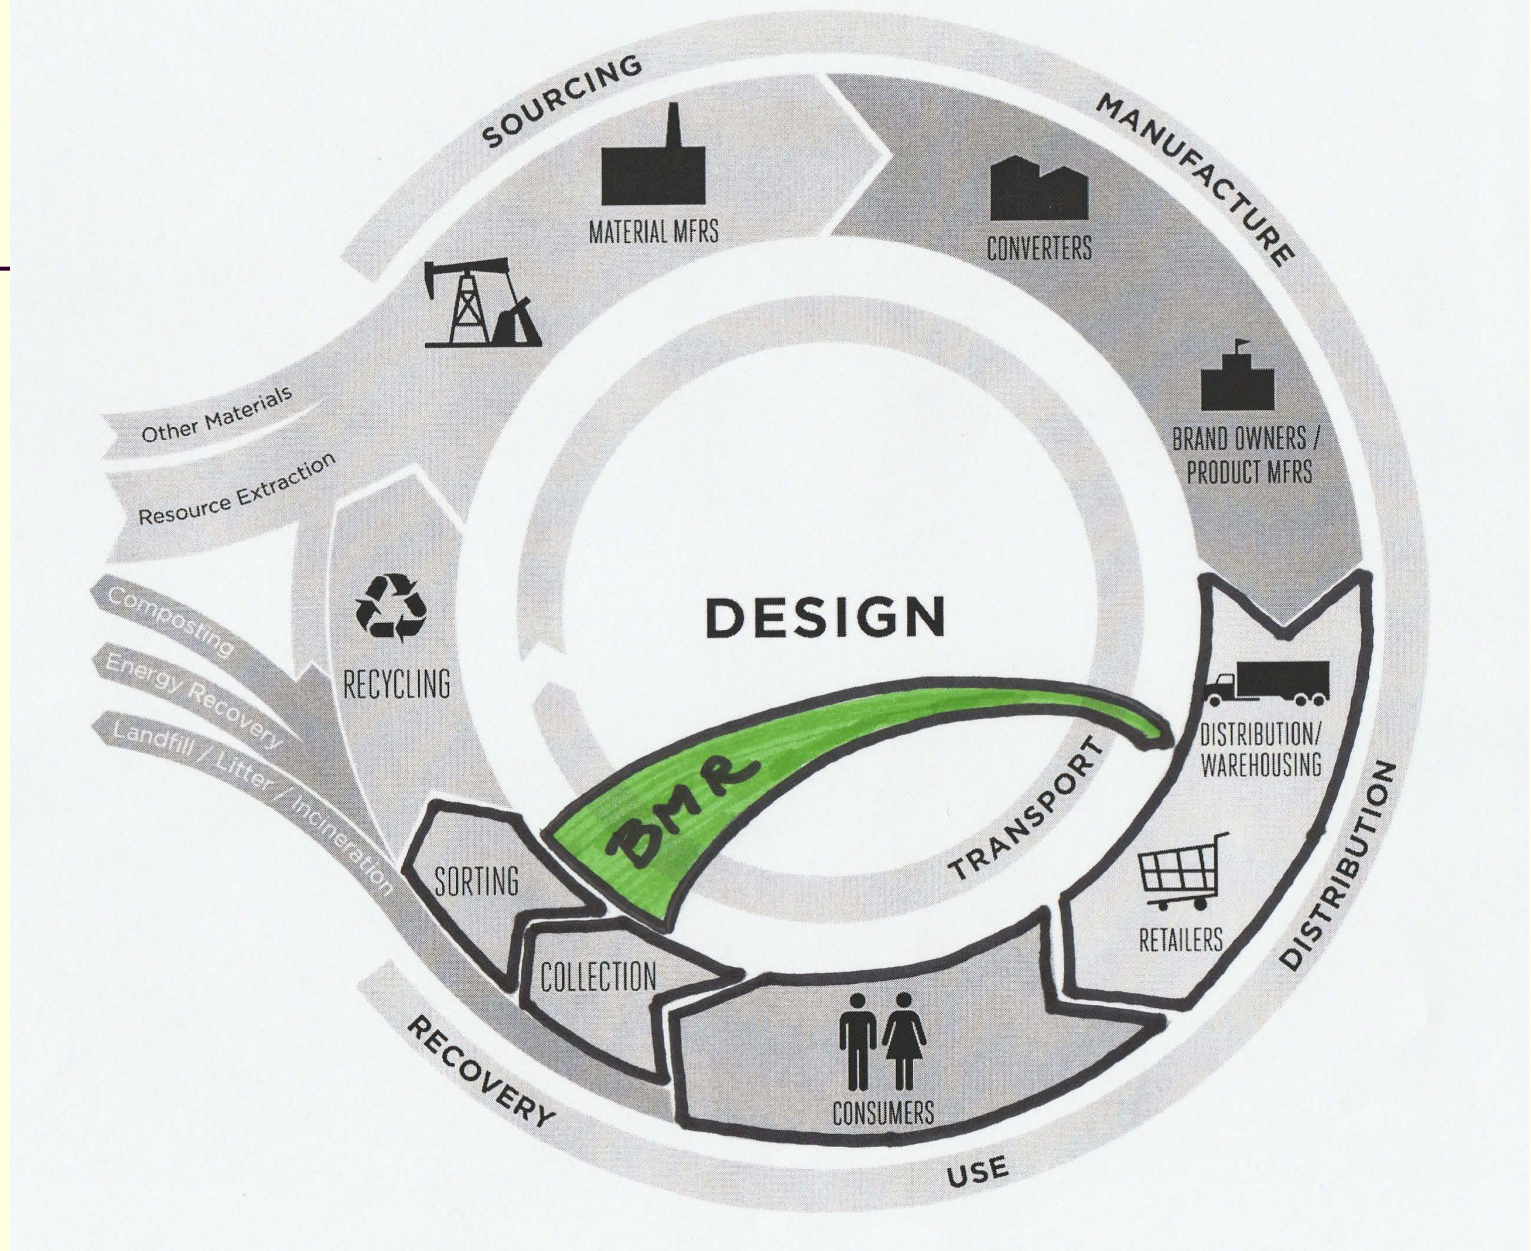 SOURCING
MANUFACTURE
MATERIAL MFRS
CONVERTERS
BRAND OWNERS /
PRODUCT MFRS
Other Materials
Resource Extraction
Composting
Energy Recovery
Landfill / Litter / Incineration
RECYCLING
DESIGN
BMR
TRANSPORT
DISTRIBUTION/
WAREHOUSING
RETAILERS
DISTRIBUTION
SORTING
COLLECTION
CONSUMERS
RECOVERY
USE